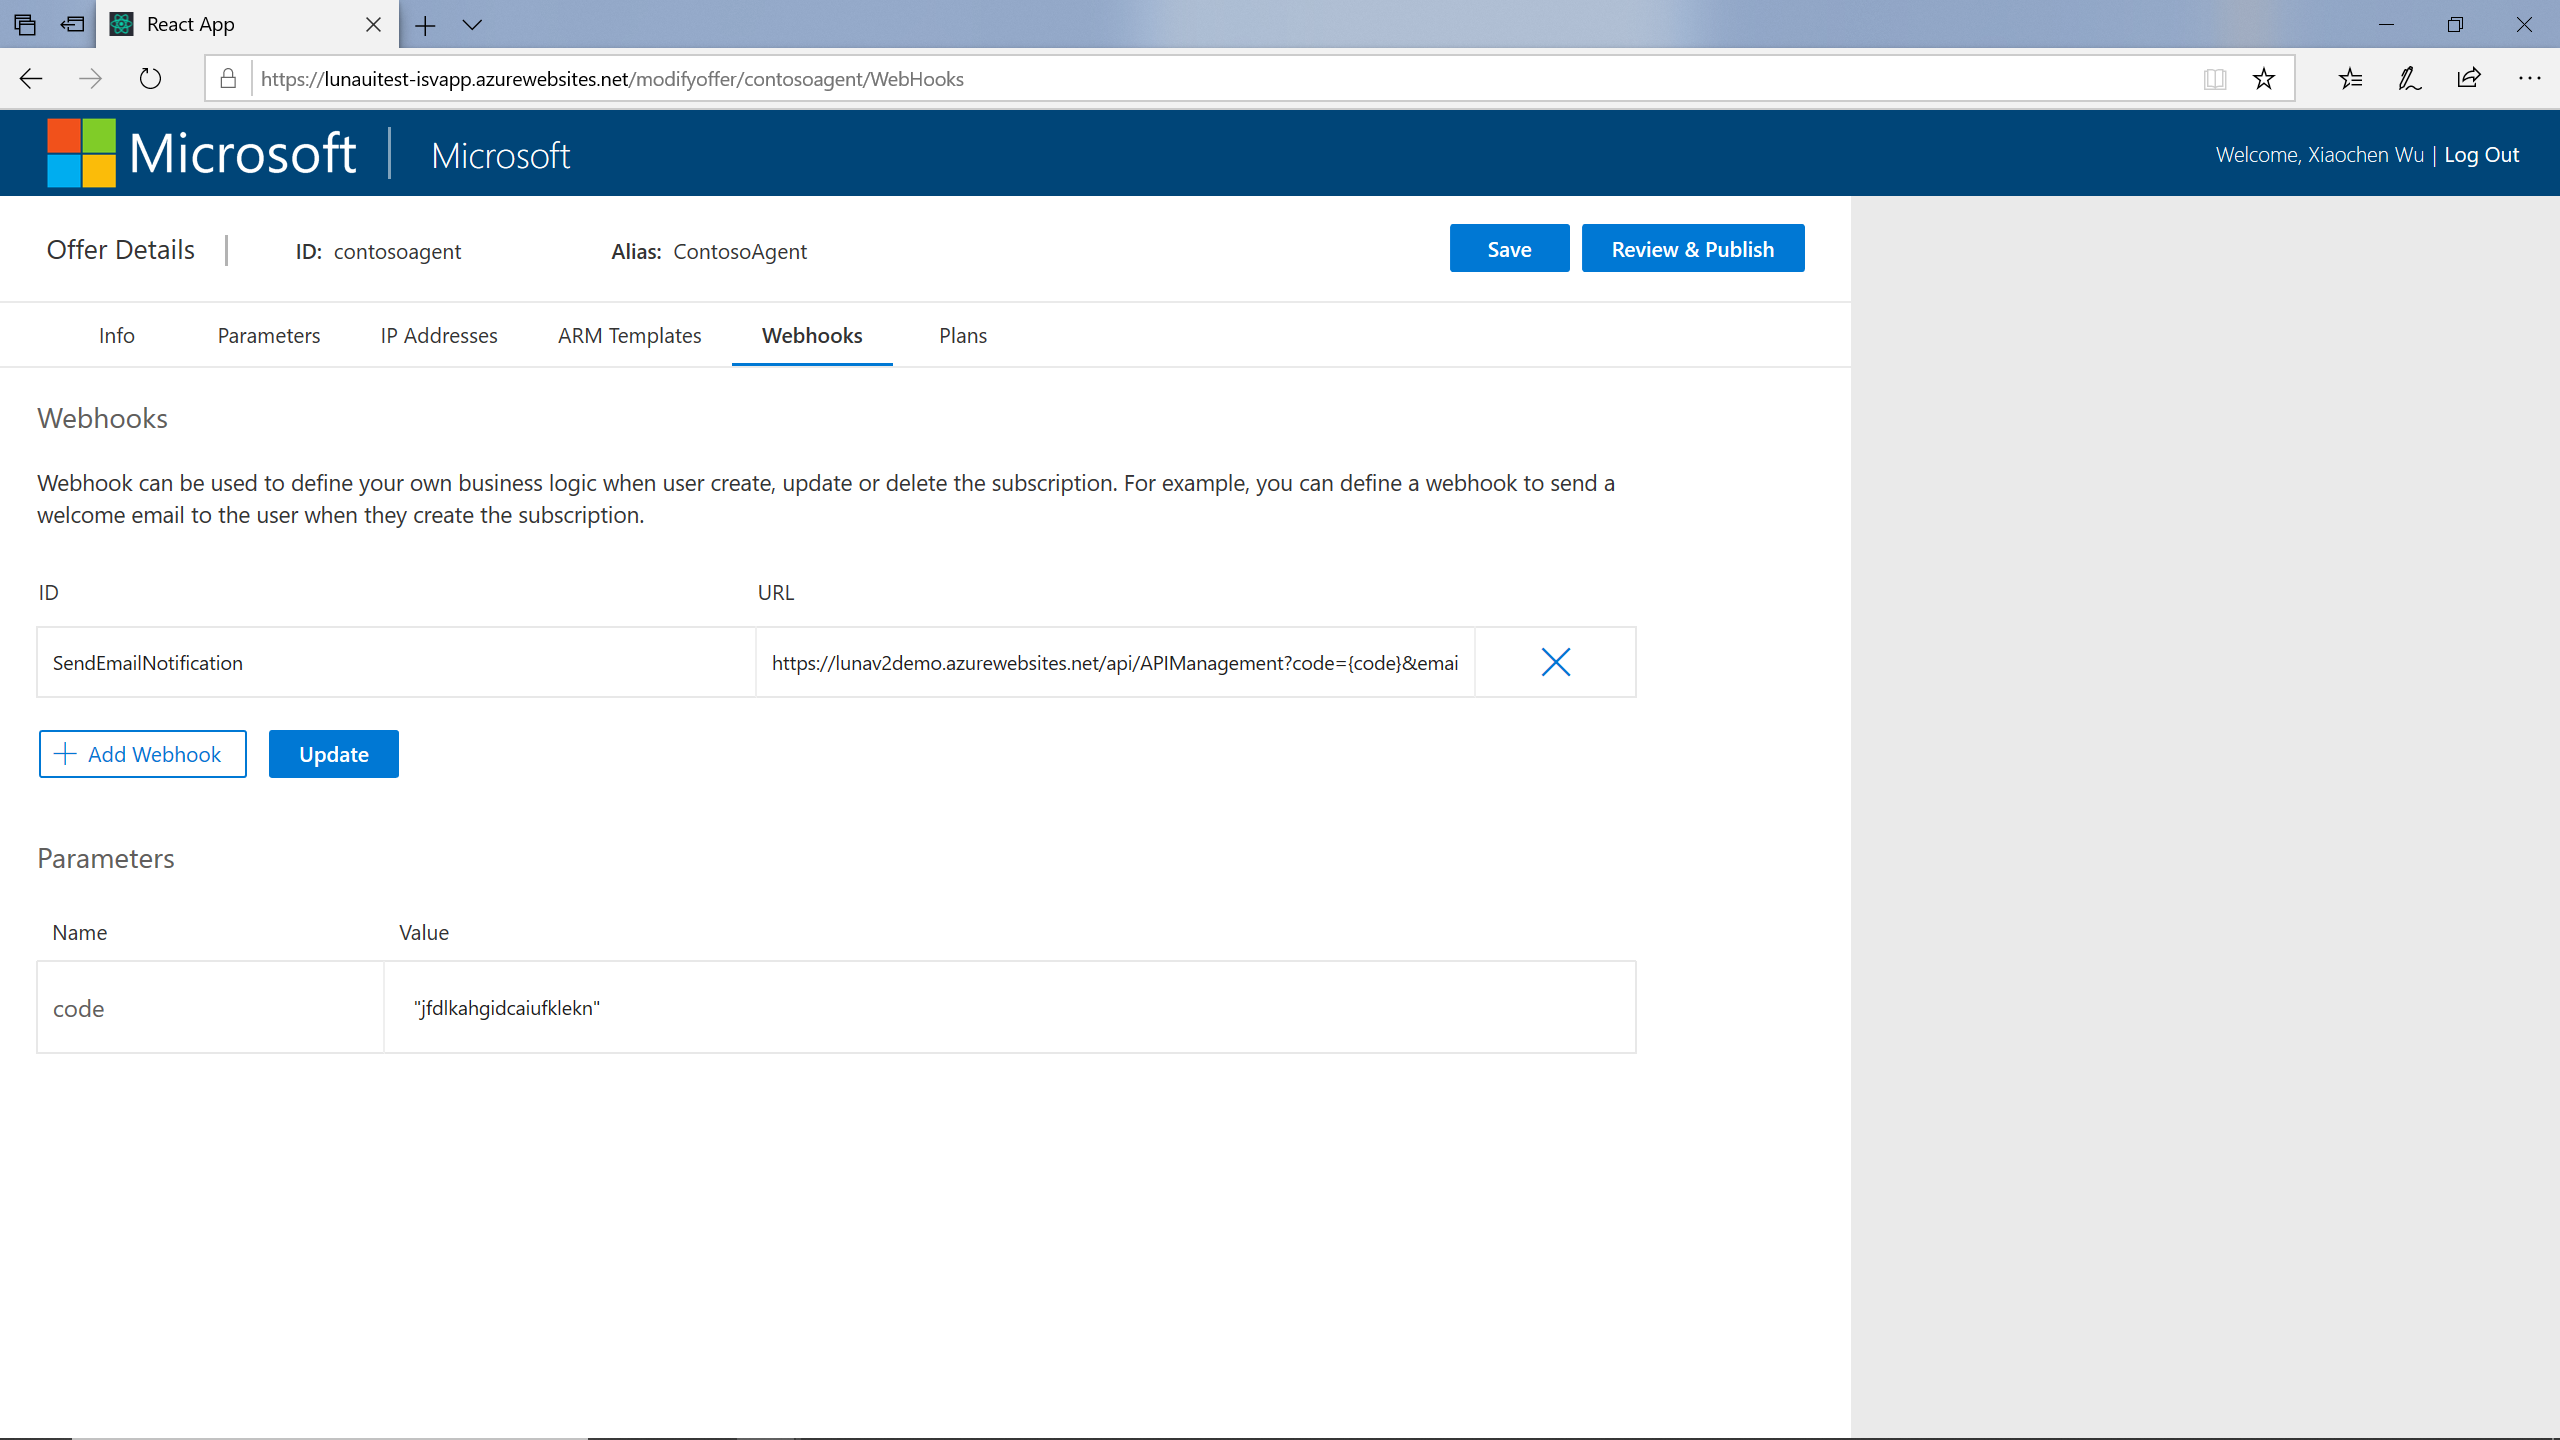 React App
https://lunauitest-isvapp.azurewebsites.net/modifyoffer/contosoagent/WebHooks
Microsoft Microsoft Welcome, Xiaochen Wu | Log Out
Offer Details ID: contosoagent Alias: ContosoAgent Save Review & Publish
Info Parameters IP Addresses ARM Templates Webhooks Plans
Webhooks
Webhook can be used to define your own business logic when user create, update or delete the subscription. For example, you can define a webhook to send a
welcome email to the user when they create the subscription.
ID URL
SendEmailNotification https://lunav2demo.azurewebsites.net/api/APIManagement?code={code}&emai
Add Webhook Update
Parameters
Name Value
code "jfdlkahgidcaiufklekn"